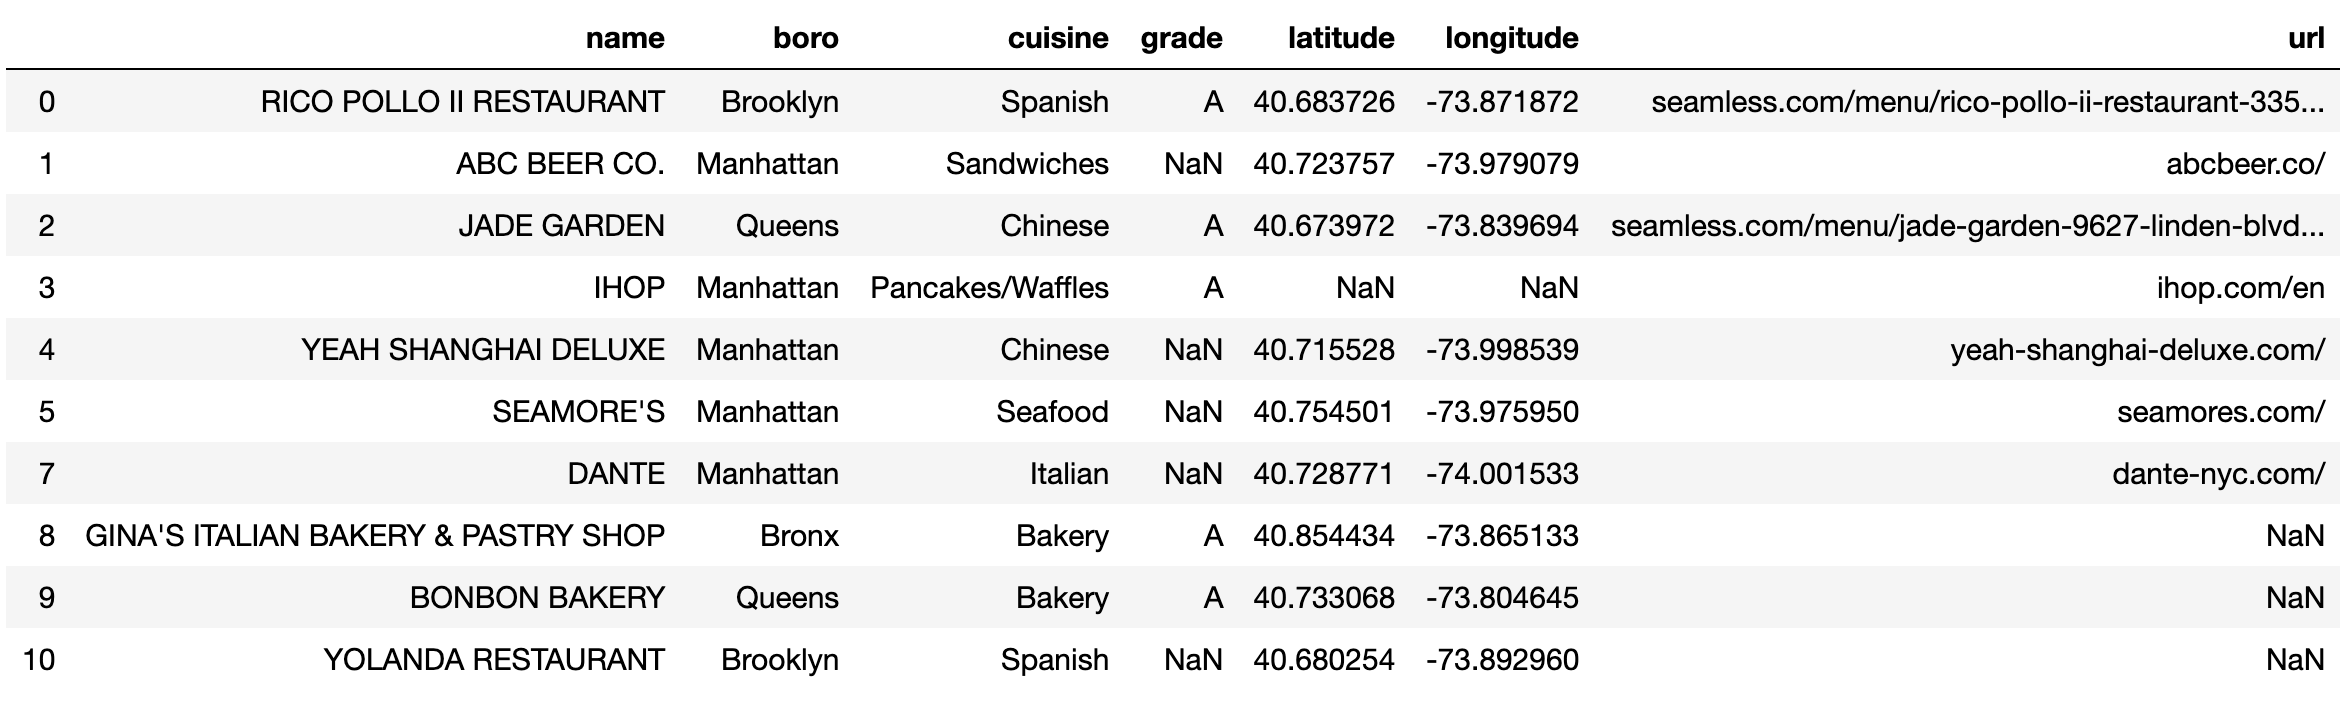 name boro cuisine grade latitude longitude url
0 RICO POLLO II RESTAURANT Brooklyn Spanish A 40.683726 -73.871872 seamless.com/menu/rico-pollo-ii-restaurant-335...
1 ABC BEER CO. Manhattan Sandwiches NaN 40.723757 -73.979079 abcbeer.co/
2 JADE GARDEN Queens Chinese A 40.673972 -73.839694 seamless.com/menu/jade-garden-9627-linden-blvd...
3 IHOP Manhattan Pancakes/Waffles A NaN NaN ihop.com/en
4 YEAH SHANGHAI DELUXE Manhattan Chinese NaN 40.715528 -73.998539 yeah-shanghai-deluxe.com/
5 SEAMORE'S Manhattan Seafood NaN 40.754501 -73.975950 seamores.com/
7 DANTE Manhattan Italian NaN 40.728771 -74.001533 dante-nyc.com/
8 GINA'S ITALIAN BAKERY & PASTRY SHOP Bronx Bakery A 40.854434 -73.865133 NaN
9 BONBON BAKERY Queens Bakery A 40.733068 -73.804645 NaN
10 YOLANDA RESTAURANT Brooklyn Spanish NaN 40.680254 -73.892960 NaN